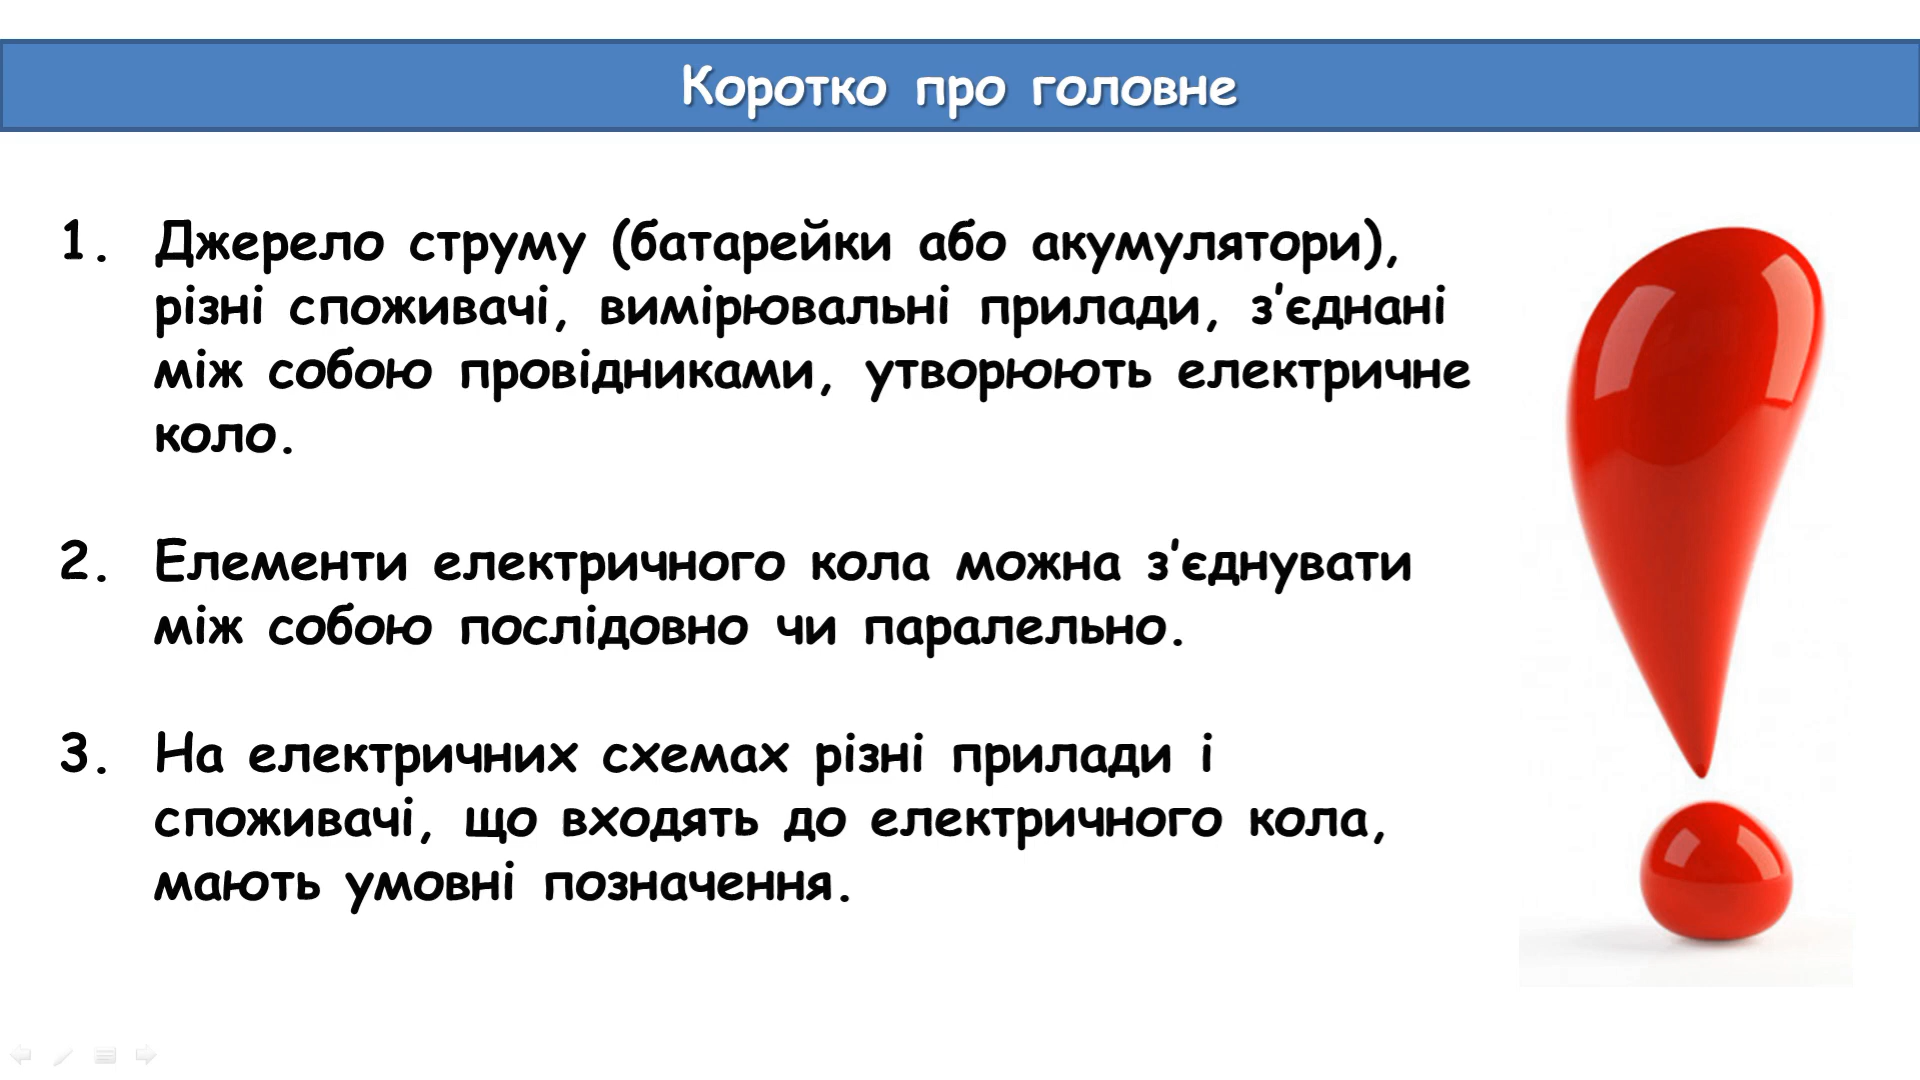 Коротко про головне
1. Джерело струму (батарейки або акумулятори),
різні споживачі, вимірювальні прилади, з’єднані
між собою провідниками, утворюють електричне
коло.
2. Елементи електричного кола можна з’єднувати
між собою послідовно чи паралельно.
3. На електричних схемах різні прилади і
споживачі, що входять до електричного кола,
мають умовні позначення.